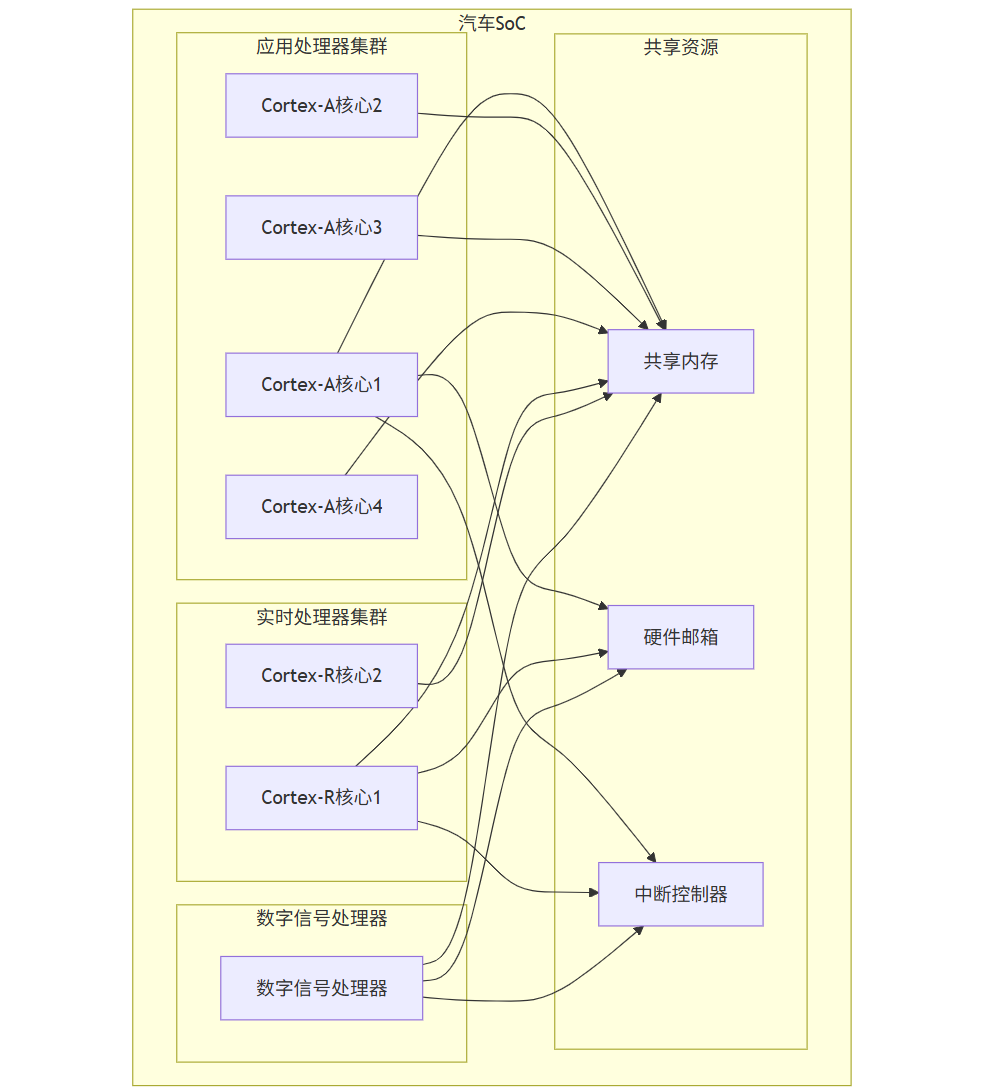 汽车SoC
应用处理器集群
Cortex-A核心2
Cortex-A核心3
Cortex-A核心1
Cortex-A核心4
实时处理器集群
Cortex-R核心2
Cortex-R核心1
数字信号处理器
数字信号处理器
共享资源
共享内存
硬件邮箱
中断控制器